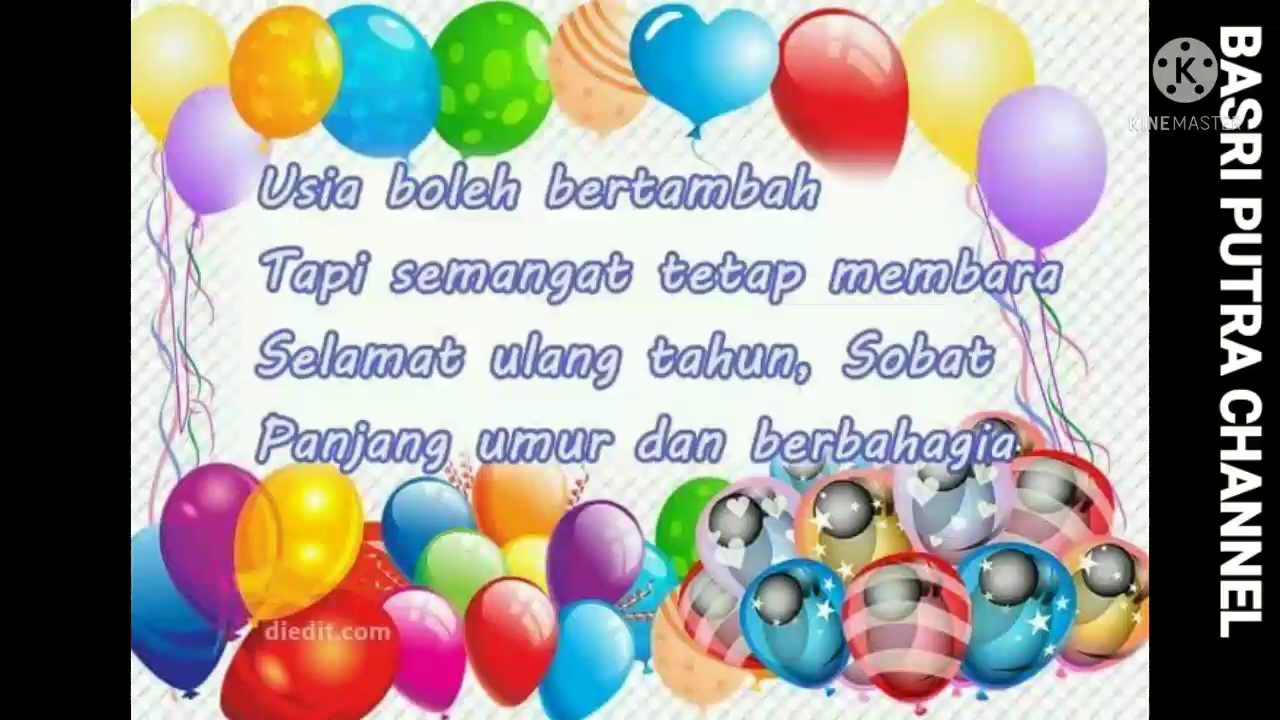 Usia boleh bertambah
Tapi semangat tetap membara
Selamat ulang tahun, Sobat
Panjang umur dan berbahagia
diedit.com
K
KINEMASTER
BASRI PUTRA CHANNEL